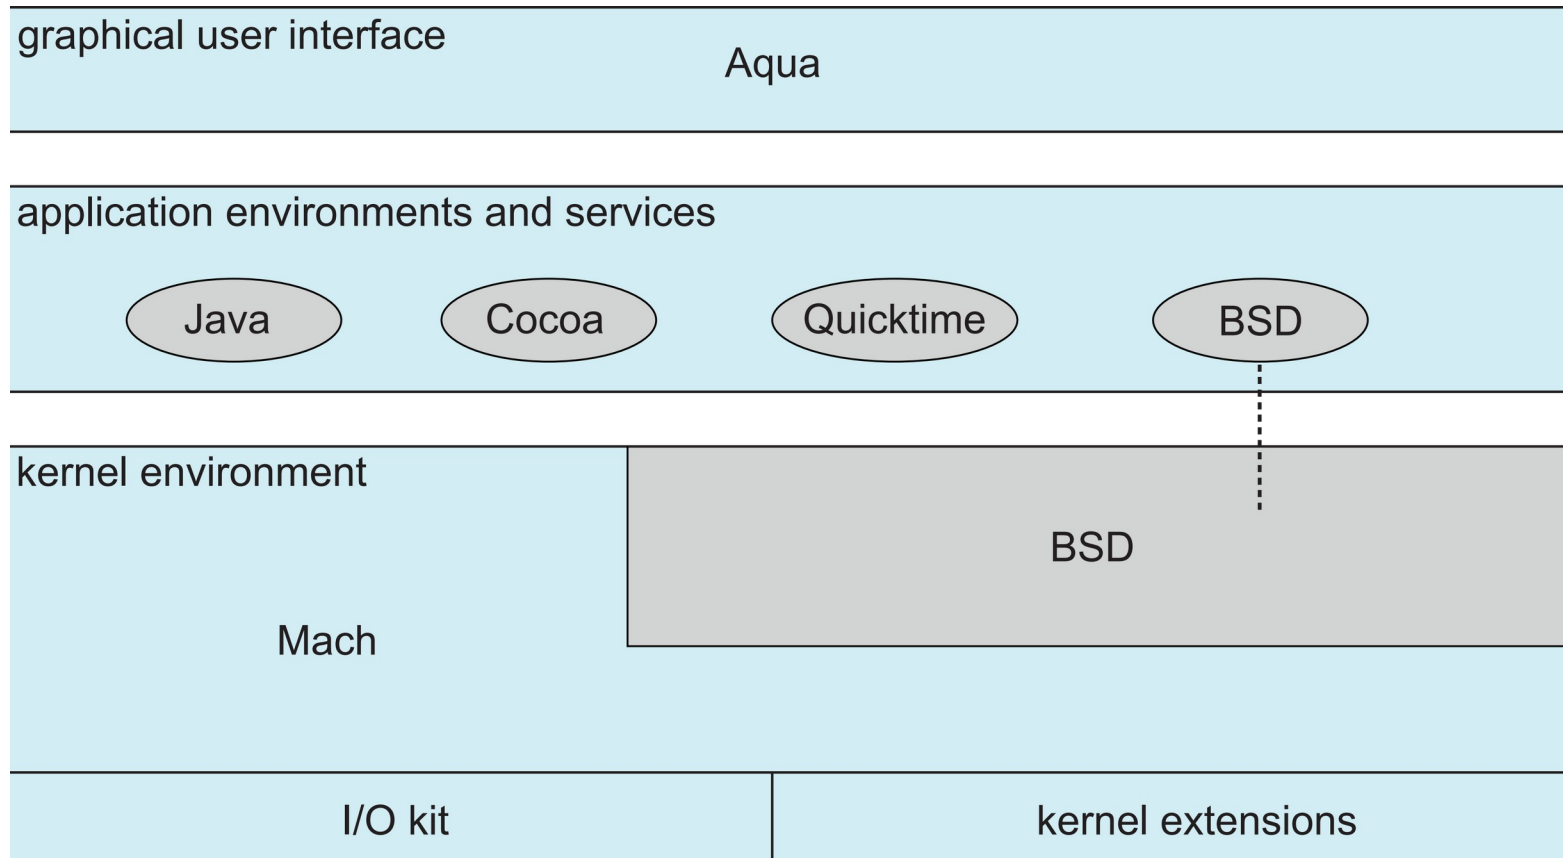 graphical user interface
Aqua
application environments and services
Java
Cocoa
Quicktime
BSD
kernel environment
BSD
Mach
I/O kit
kernel extensions